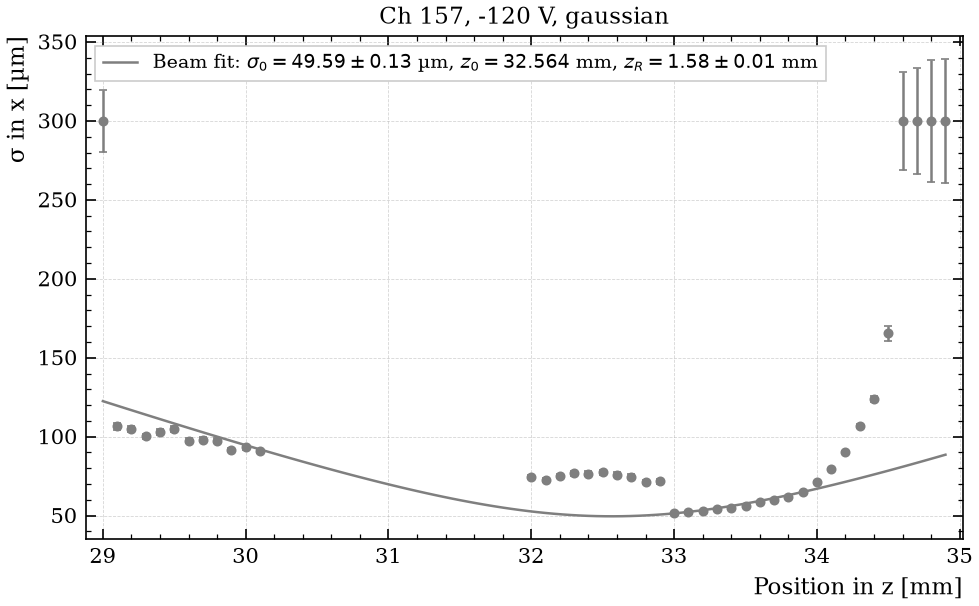 Ch 157, -120 V, gaussian
σ in x [µm]
350
300
250
200
150
100
50
Beam fit: σ₀ = 49.59 ± 0.13 µm, z₀ = 32.564 mm, z_R = 1.58 ± 0.01 mm
29 30 31 32 33 34 35
Position in z [mm]